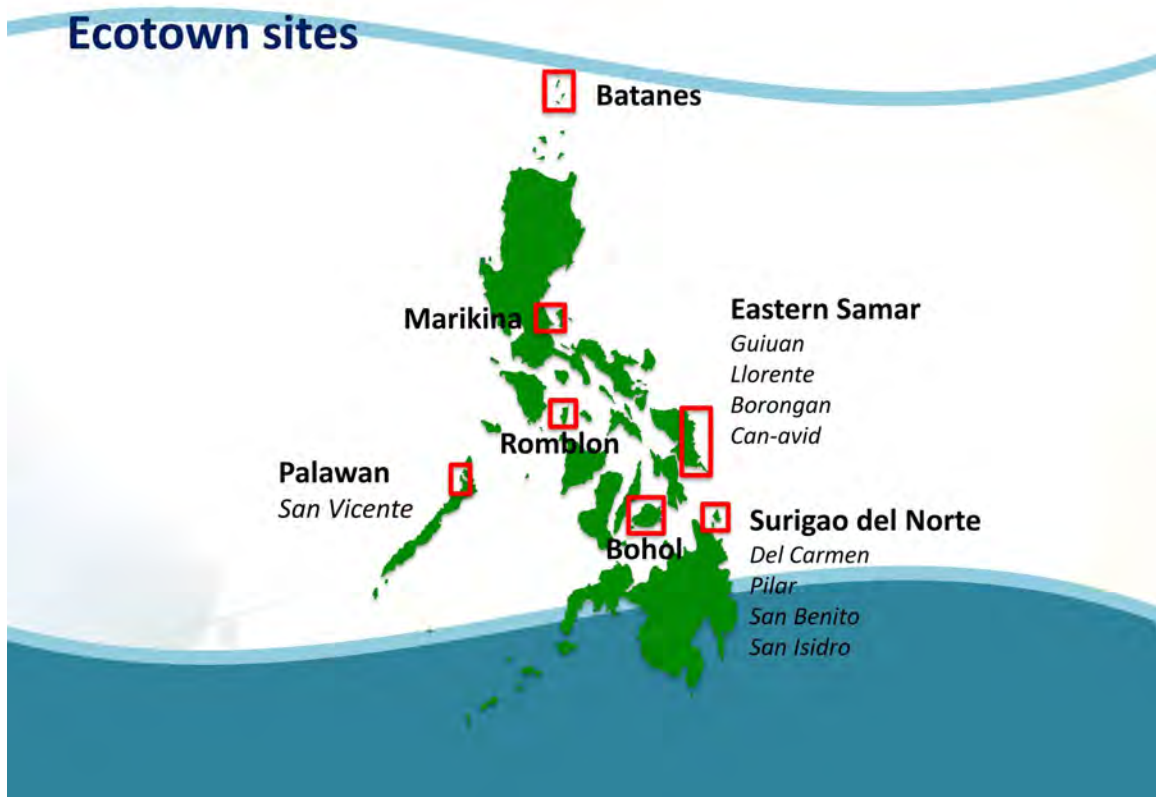 Ecotown sites
Batanes
Marikina
Eastern Samar
Guiuan
Llorente
Borongan
Can-avid
Romblon
Palawan
San Vicente
Bohol
Surigao del Norte
Del Carmen
Pilar
San Benito
San Isidro